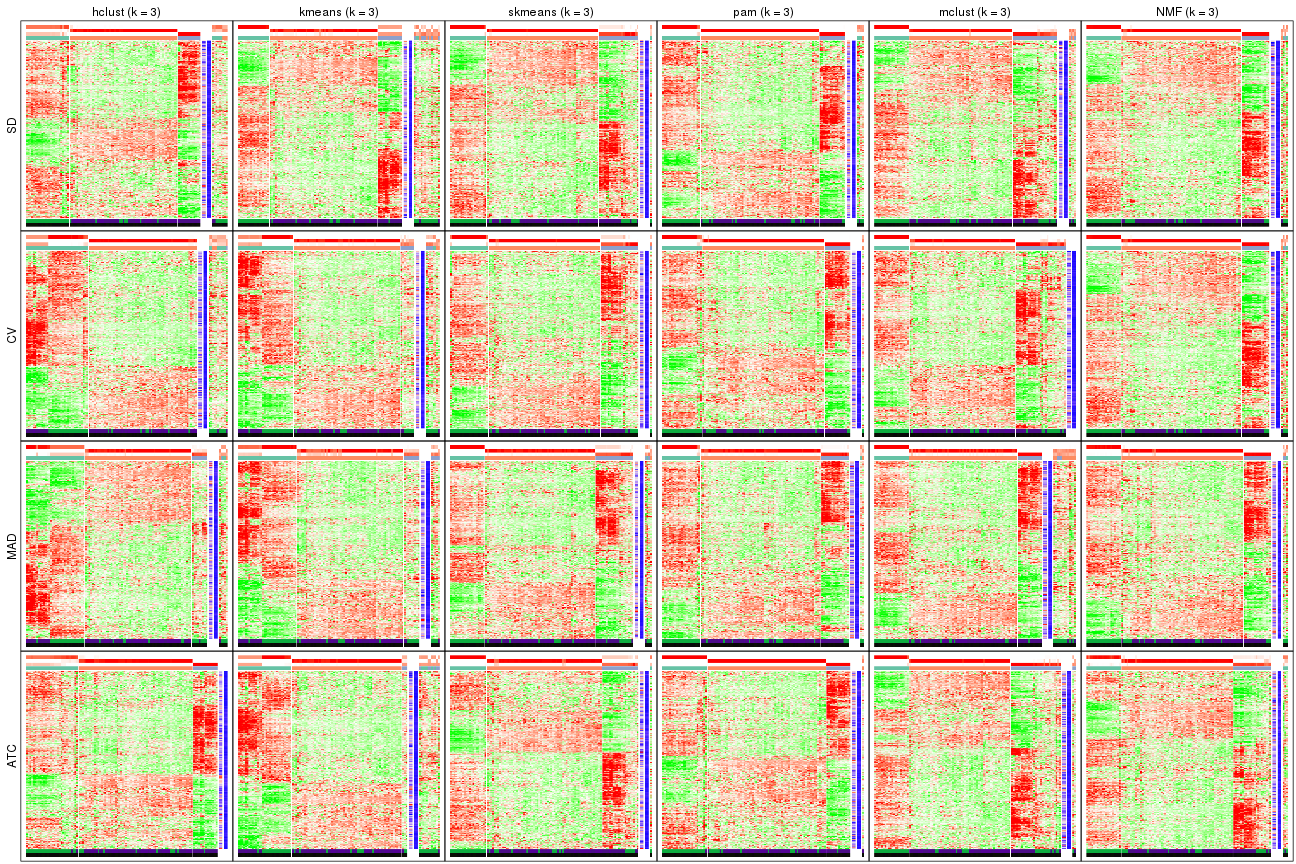 hclust (k = 3)
kmeans (k = 3)
skmeans (k = 3)
pam (k = 3)
mclust (k = 3)
NMF (k = 3)
SD
CV
MAD
ATC